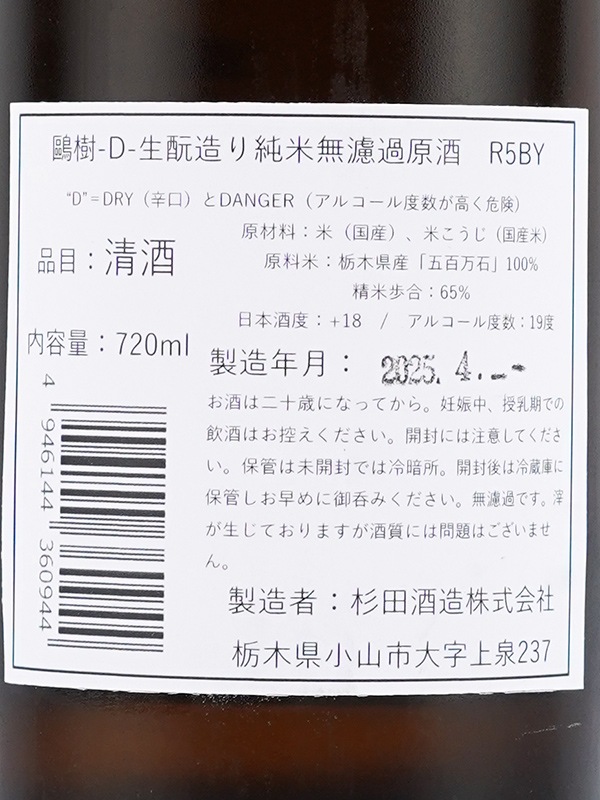 鷗樹-D-生酛造り純米無濾過原酒 R5BY
“D”=DRY（辛口）とDANGER（アルコール度数が高く危険）
原材料：米（国産）、米こうじ（国産米）
品目：清酒
原料米：栃木県産「五百万石」100%
精米歩合：65%
日本酒度：+18 / アルコール度数：19度
内容量：720ml
製造年月： 2025. 4.
お酒は二十歳になってから。妊娠中、授乳期での
飲酒はお控えください。開封には注意してくださ
い。保管は未開封では冷暗所。開封後は冷蔵庫に
保管しお早めに御呑みください。無濾過です。滓
が生じておりますが酒質には問題はございませ
ん。
4 946144 360944
製造者：杉田酒造株式会社
栃木県小山市大字上泉237